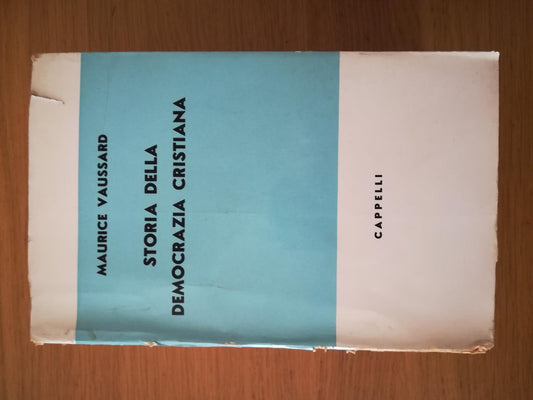 MAURICE VAUSSARD
STORIA DELLA
DEMOCRAZIA CRISTIANA
CAPPELLI